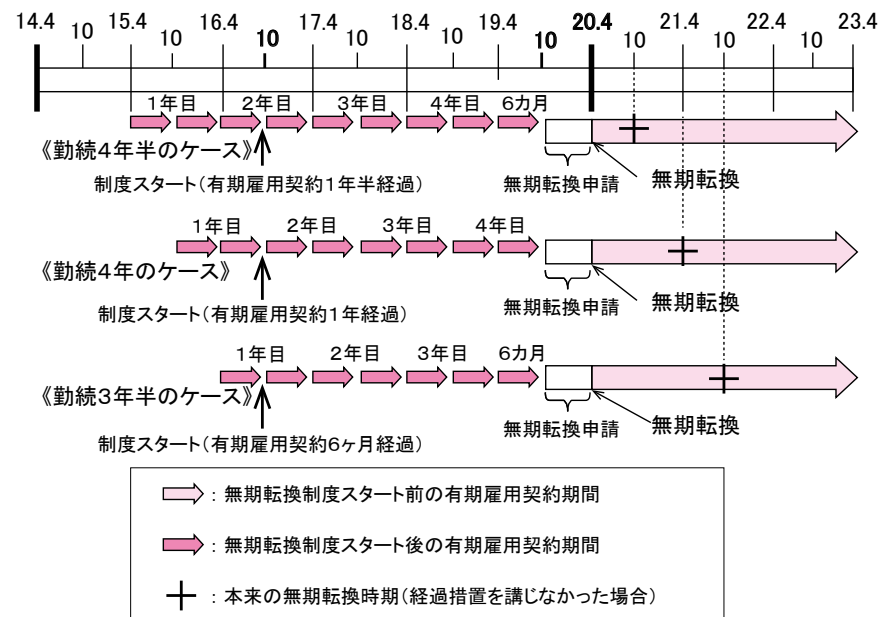 14.4 15.4 16.4 17.4 18.4 19.4 20.4 21.4 22.4 23.4
10 10 10 10 10 10 10 10 10
1年目 2年目 3年目 4年目 6カ月
《勤続4年半のケース》
制度スタート(有期雇用契約1年半経過)
無期転換申請 無期転換
1年目 2年目 3年目 4年目
《勤続4年のケース》
制度スタート(有期雇用契約1年経過)
無期転換申請 無期転換
1年目 2年目 3年目 6カ月
《勤続3年半のケース》
制度スタート(有期雇用契約6ヶ月経過)
無期転換申請 無期転換
:無期転換制度スタート前の有期雇用契約期間
:無期転換制度スタート後の有期雇用契約期間
:本来の無期転換時期(経過措置を講じなかった場合)